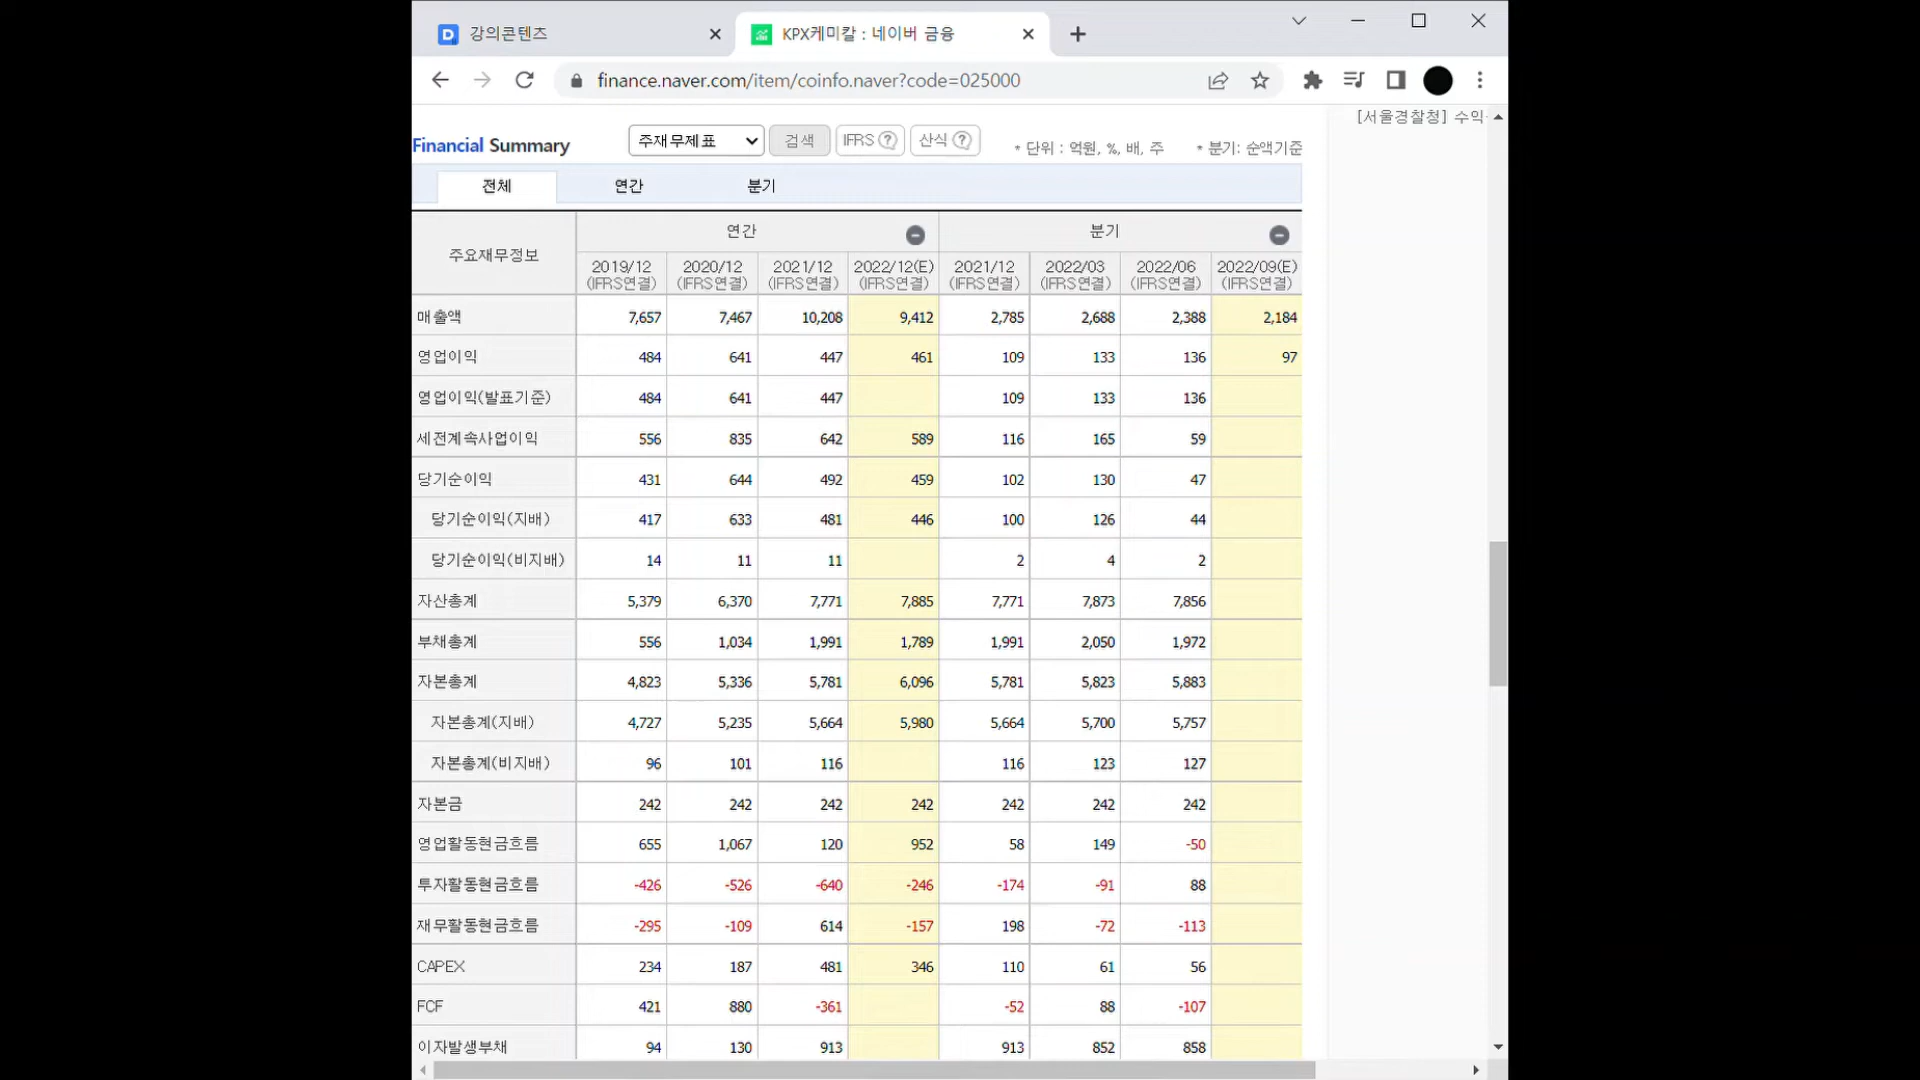 강의콘텐츠
KPX케미칼 : 네이버 금융
finance.naver.com/item/coinfo.naver?code=025000
[서울경찰청] 수익
Financial Summary 주재무제표 검색 IFRS ? 산식 ? * 단위 : 억원, %, 배, 주 * 분기: 순액기준
전체 연간 분기
주요재무정보 연간 분기
2019/12 2020/12 2021/12 2022/12(E) 2021/12 2022/03 2022/06 2022/09(E)
(IFRS연결) (IFRS연결) (IFRS연결) (IFRS연결) (IFRS연결) (IFRS연결) (IFRS연결) (IFRS연결)
매출액 7,657 7,467 10,208 9,412 2,785 2,688 2,388 2,184
영업이익 484 641 447 461 109 133 136 97
영업이익(발표기준) 484 641 447 109 133 136
세전계속사업이익 556 835 642 589 116 165 59
당기순이익 431 644 492 459 102 130 47
당기순이익(지배) 417 633 481 446 100 126 44
당기순이익(비지배) 14 11 11 2 4 2
자산총계 5,379 6,370 7,771 7,885 7,771 7,873 7,856
부채총계 556 1,034 1,991 1,789 1,991 2,050 1,972
자본총계 4,823 5,336 5,781 6,096 5,781 5,823 5,883
자본총계(지배) 4,727 5,235 5,664 5,980 5,664 5,700 5,757
자본총계(비지배) 96 101 116 116 123 127
자본금 242 242 242 242 242 242 242
영업활동현금흐름 655 1,067 120 952 58 149 -50
투자활동현금흐름 -426 -526 -640 -246 -174 -91 88
재무활동현금흐름 -295 -109 614 -157 198 -72 -113
CAPEX 234 187 481 346 110 61 56
FCF 421 880 -361 -52 88 -107
이자발생부채 94 130 913 913 852 858